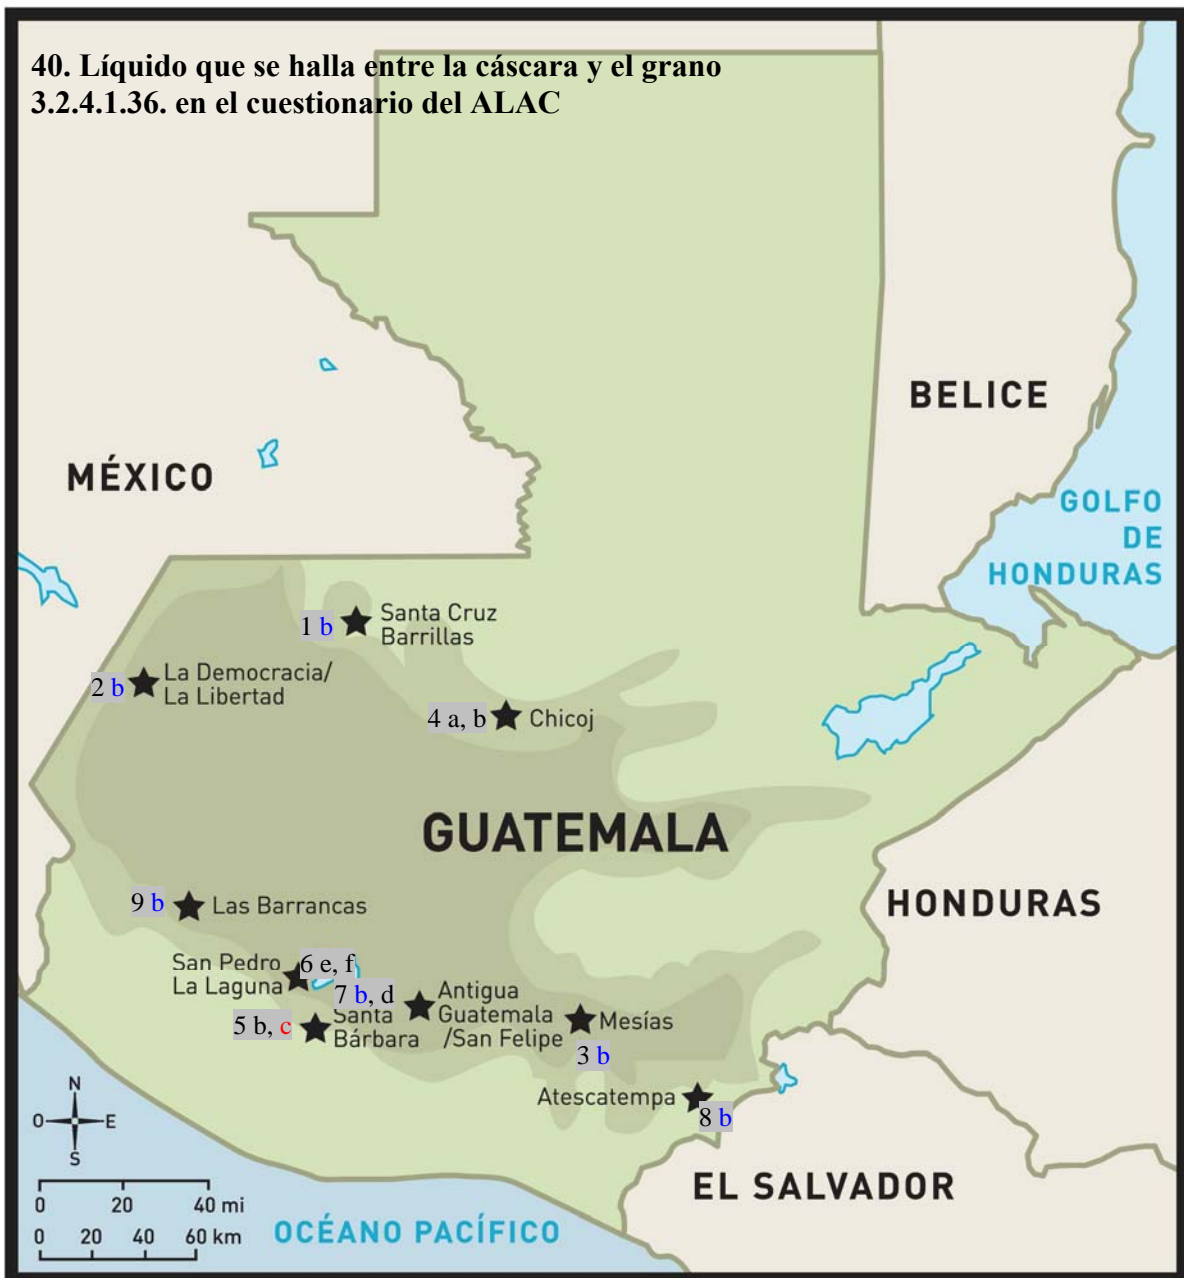 40. Líquido que se halla entre la cáscara y el grano
3.2.4.1.36. en el cuestionario del ALAC
BELICE
MÉXICO
GOLFO
DE
HONDURAS
1 b
Santa Cruz
Barrillas
2 b
La Democracia/
La Libertad
4 a, b
Chicoj
GUATEMALA
HONDURAS
9 b
Las Barrancas
San Pedro
La Laguna
6 e, f
7 b, d
Antigua
Guatemala
/San Felipe
5 b, c
Santa
Bárbara
Mesías
3 b
Atescatempa
8 b
N
O
E
S
0 20 40 mi
0 20 40 60 km
EL SALVADOR
OCÉANO PACÍFICO